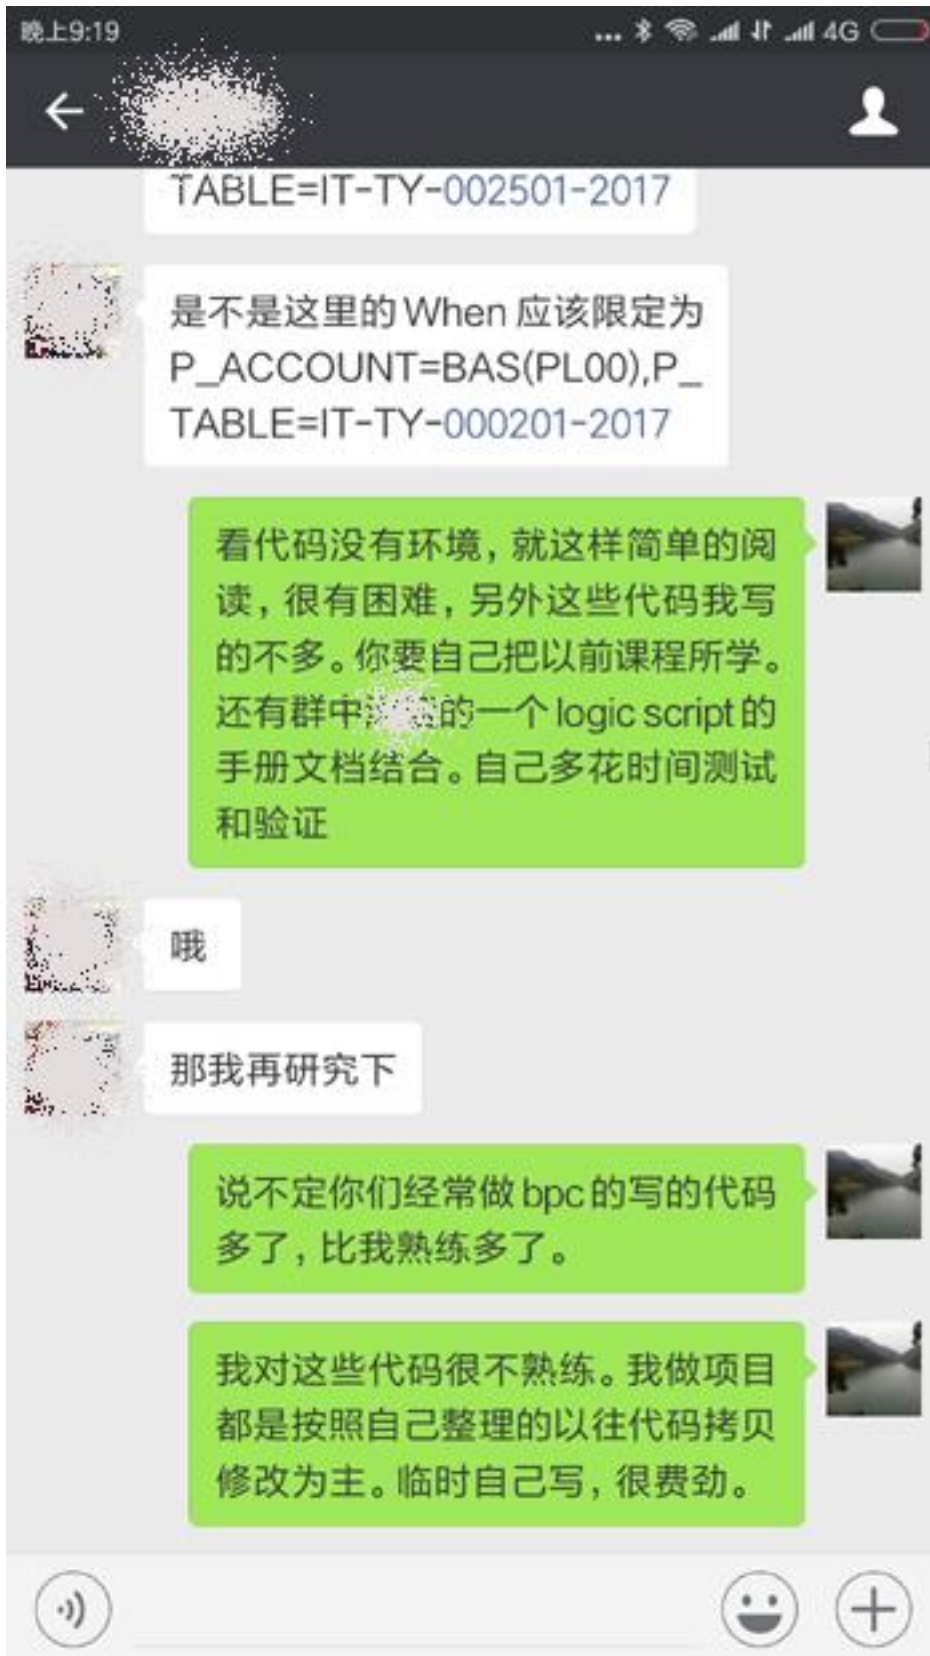 晚上9:19
... 4G
TABLE=IT-TY-002501-2017
是不是这里的When应该限定为
P_ACCOUNT=BAS(PL00),P_
TABLE=IT-TY-000201-2017
看代码没有环境，就这样简单的阅
读，很有困难，另外这些代码我写
的不多。你要自己把以前课程所学。
还有群中的一个logic script的
手册文档结合。自己多花时间测试
和验证
哦
那我再研究下
说不定你们经常做bpc的写的代码
多了，比我熟练多了。
我对这些代码很不熟练。我做项目
都是按照自己整理的以往代码拷贝
修改为主。临时自己写，很费劲。